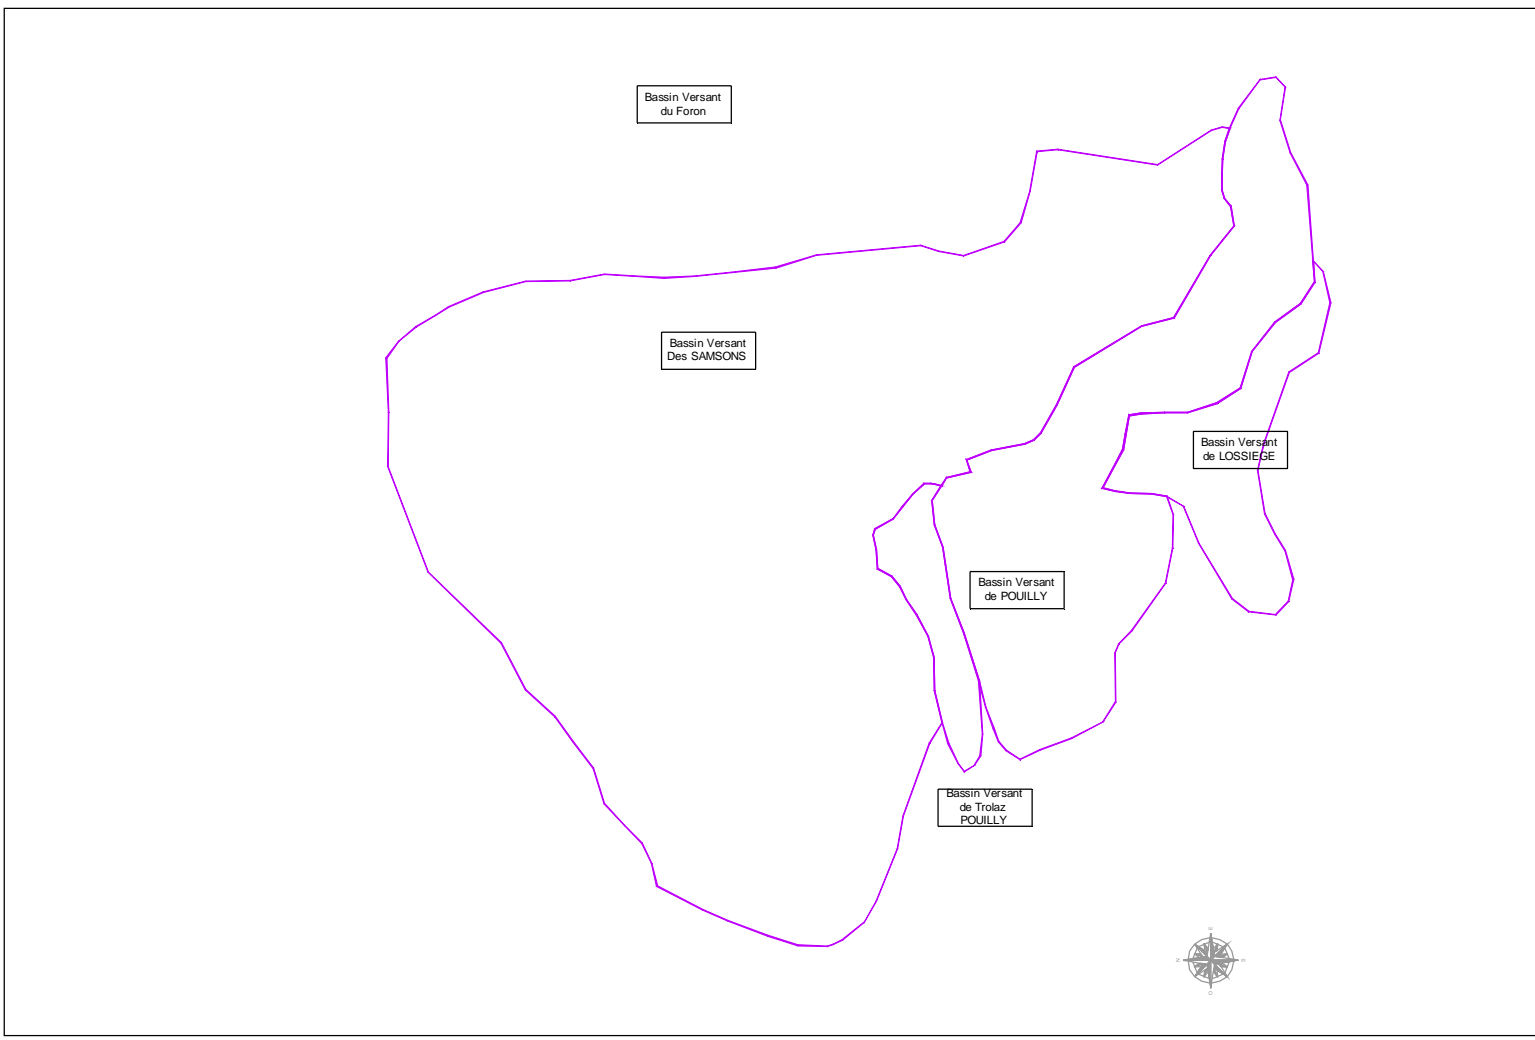 Bassin Versant
du Foron
Bassin Versant
Des SAMSONS
Bassin Versant
de LOSSIEGE
Bassin Versant
de POUILLY
Bassin Versant
de Trolaz
POUILLY